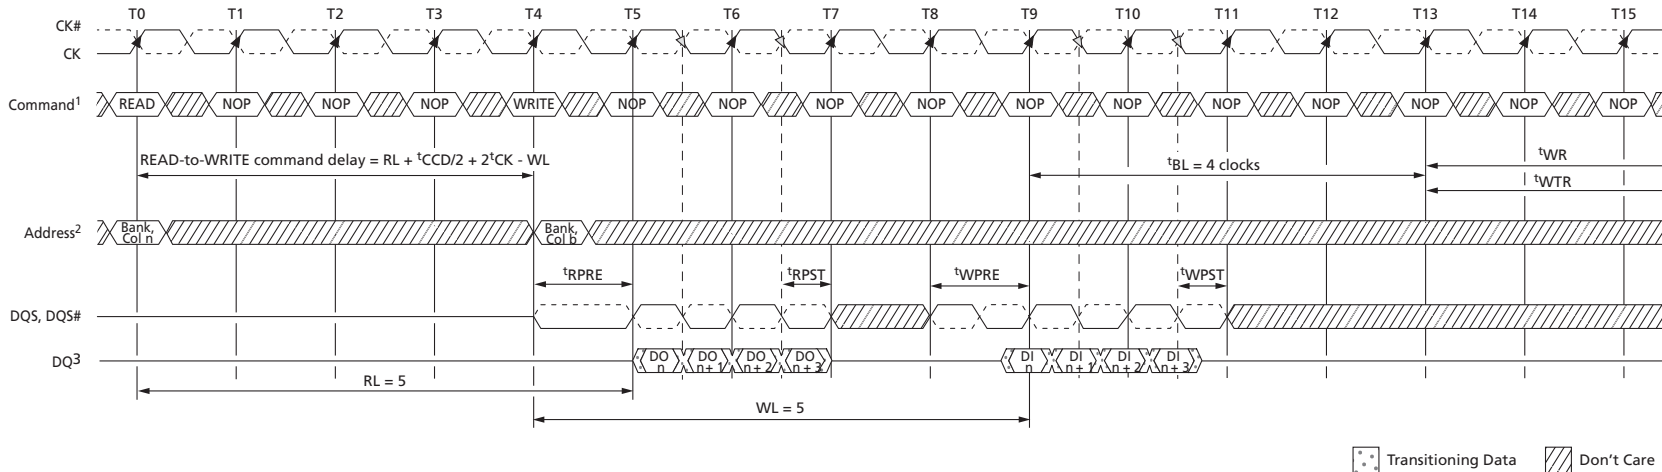 T0 T1 T2 T3 T4 T5 T6 T7 T8 T9 T10 T11 T12 T13 T14 T15
CK#
CK
Command1 READ NOP NOP NOP WRITE NOP NOP NOP NOP NOP NOP NOP NOP NOP NOP NOP
READ-to-WRITE command delay = RL + tCCD/2 + 2tCK - WL
tBL = 4 clocks
tWR
tWTR
Address2
Bank, Col n
Bank, Col b
tRPRE tRPST tWPRE tWPST
DQS, DQS#
DQ3
DO n
DO n + 1
DO n + 2
DO n + 3
DI n
DI n + 1
DI n + 2
DI n + 3
RL = 5
WL = 5
Transitioning Data Don't Care